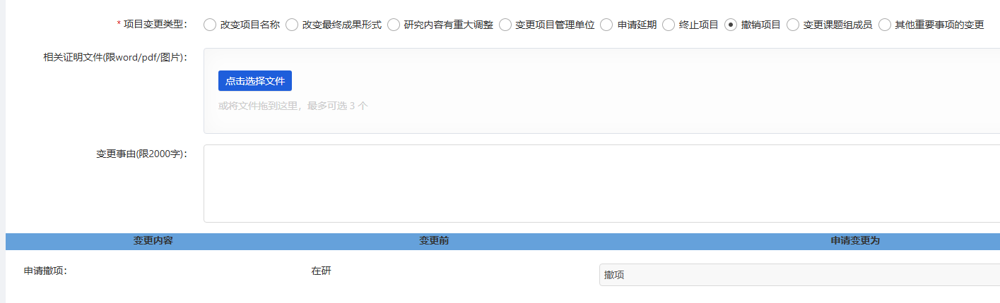 * 项目变更类型： 改变项目名称 改变最终成果形式 研究内容有重大调整 变更项目管理单位 申请延期 终止项目 撤销项目 变更课题组成员 其他重要事项的变更
相关证明文件(限word/pdf/图片)：
点击选择文件
或将文件拖到这里，最多可选 3 个
变更事由(限2000字)：
变更内容 变更前 申请变更为
申请撤项： 在研 撤项